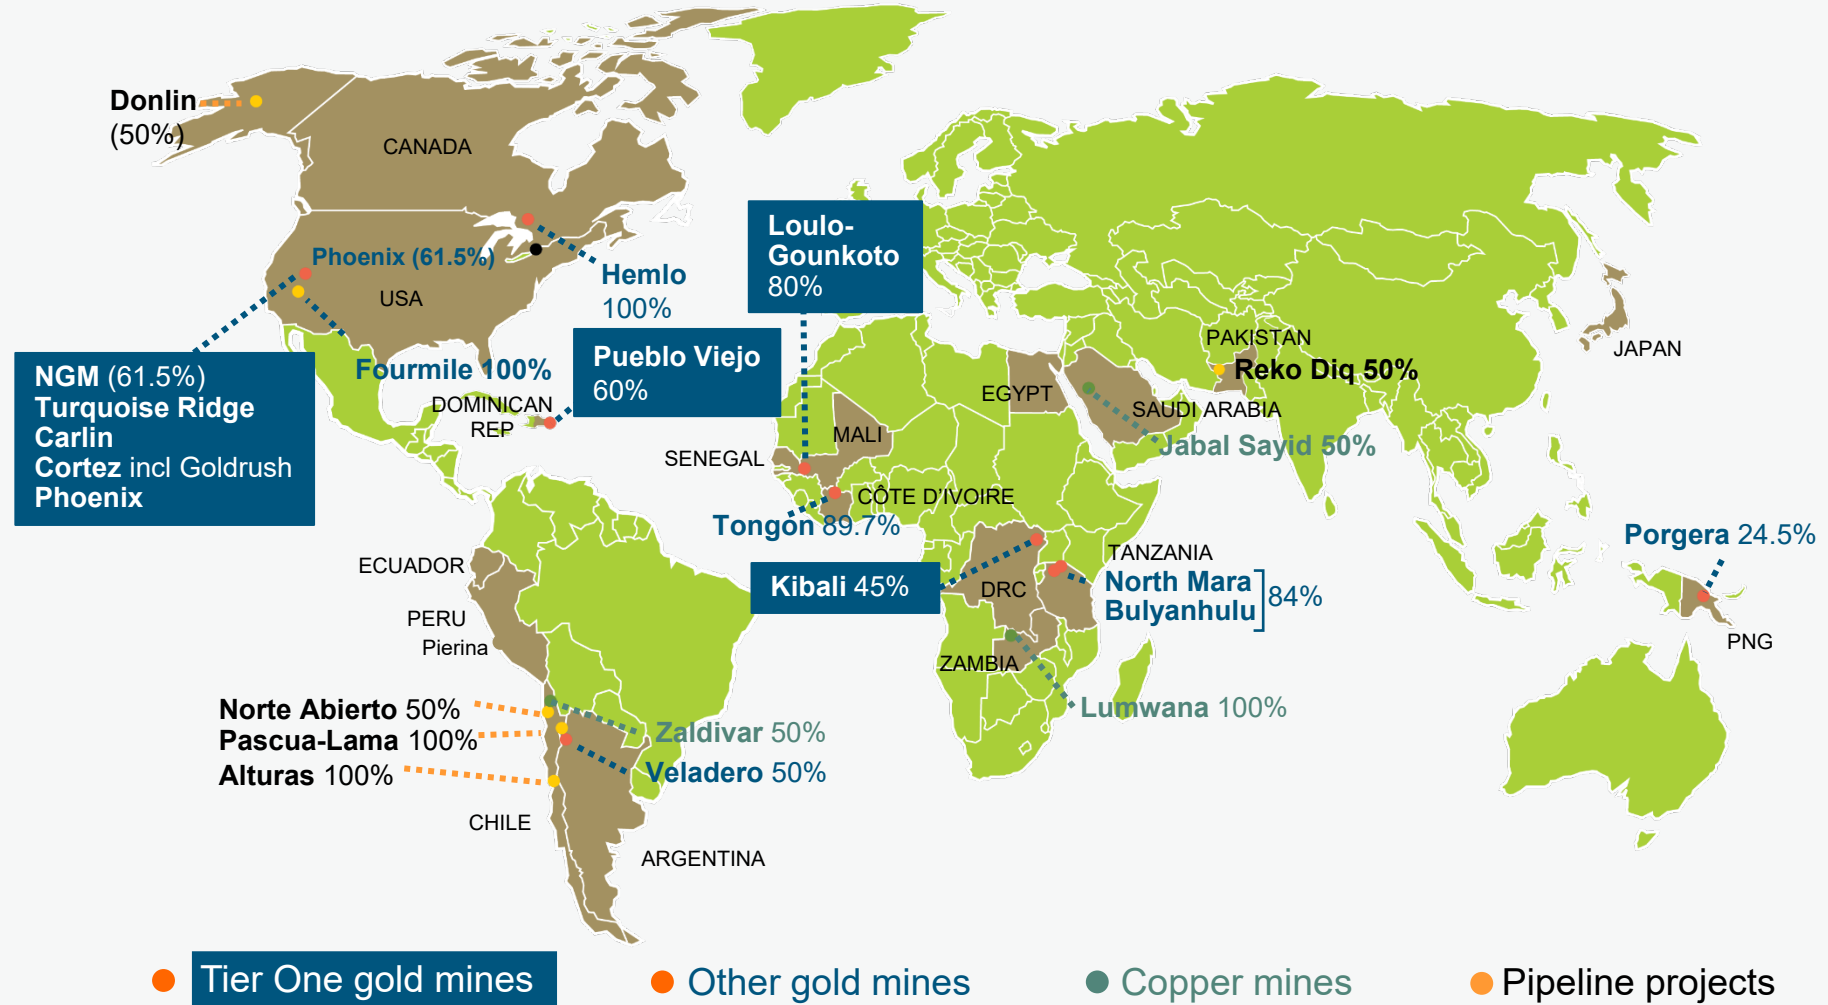 Donlin
(50%)
CANADA
Phoenix (61.5%)
USA
Hemlo
100%
Loulo-
Gounkoto
80%
NGM (61.5%)
Turquoise Ridge
Carlin
Cortez incl Goldrush
Phoenix
Fourmile 100%
Pueblo Viejo
60%
DOMINICAN
REP
PAKISTAN
Reko Diq 50%
JAPAN
EGYPT
SAUDI ARABIA
Jabal Sayid 50%
MALI
SENEGAL
CÔTE D'IVOIRE
Tongon 89.7%
Porgera 24.5%
PNG
ECUADOR
Kibali 45%
DRC
TANZANIA
North Mara
Bulyanhulu
84%
PERU
Pierina
ZAMBIA
Lumwana 100%
Norte Abierto 50%
Pascua-Lama 100%
Alturas 100%
Zaldivar 50%
Veladero 50%
CHILE
ARGENTINA
Tier One gold mines
Other gold mines
Copper mines
Pipeline projects